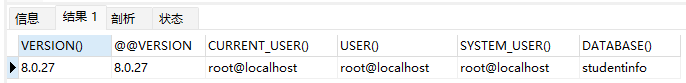 信息 结果 1 剖析 状态
VERSION() @@VERSION CURRENT_USER() USER() SYSTEM_USER() DATABASE()
8.0.27 8.0.27 root@localhost root@localhost root@localhost studentinfo